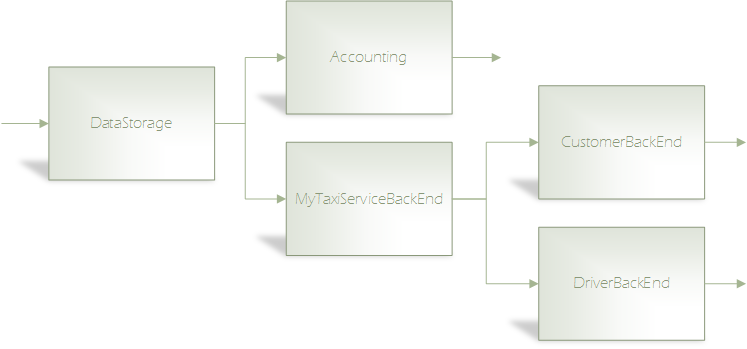 Accounting
DataStorage
CustomerBackEnd
MyTaxiServiceBackEnd
DriverBackEnd